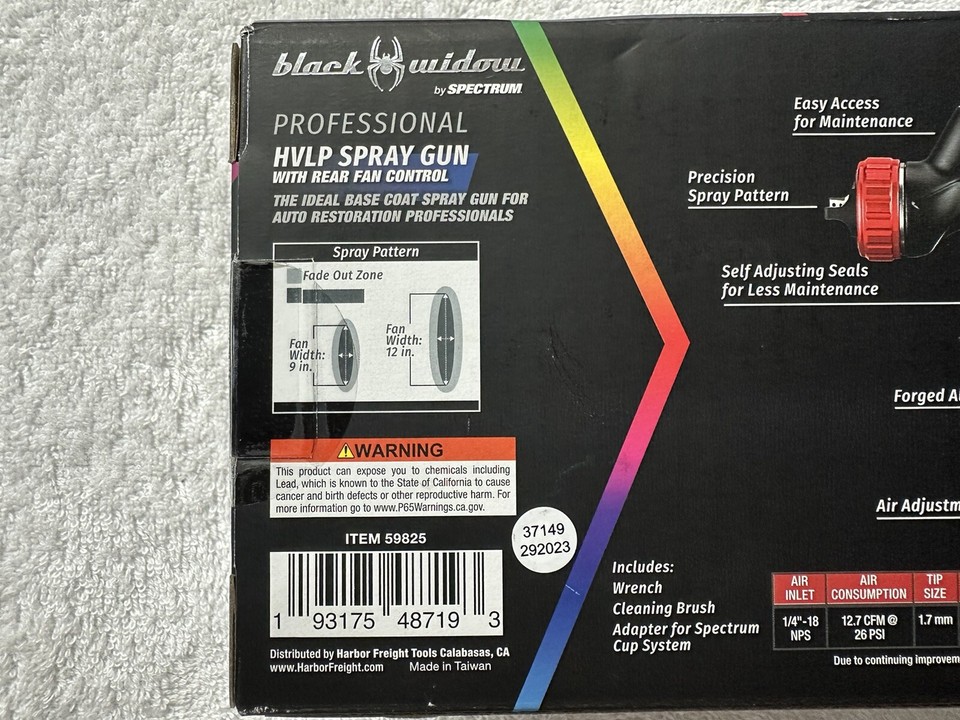 black widow
by SPECTRUM
PROFESSIONAL
HVLP SPRAY GUN
WITH REAR FAN CONTROL
THE IDEAL BASE COAT SPRAY GUN FOR
AUTO RESTORATION PROFESSIONALS
Spray Pattern
Fade Out Zone
Fan
Width:
9 in.
Fan
Width:
12 in.
WARNING
This product can expose you to chemicals including
Lead, which is known to the State of California to cause
cancer and birth defects or other reproductive harm. For
more information go to www.P65Warnings.ca.gov.
ITEM 59825
1 93175 48719 3
Distributed by Harbor Freight Tools Calabasas, CA
www.HarborFreight.com Made in Taiwan
37149
292023
Easy Access
for Maintenance
Precision
Spray Pattern
Self Adjusting Seals
for Less Maintenance
Forged
Air
Includes:
Wrench
Cleaning Brush
Adapter for Spectrum
Cup System
AIR
INLET
AIR
CONSUMPTION
TIP
SIZE
1/4"-18
NPS
12.7 CFM @
26 PSI
1.7 mm
Due to continuing